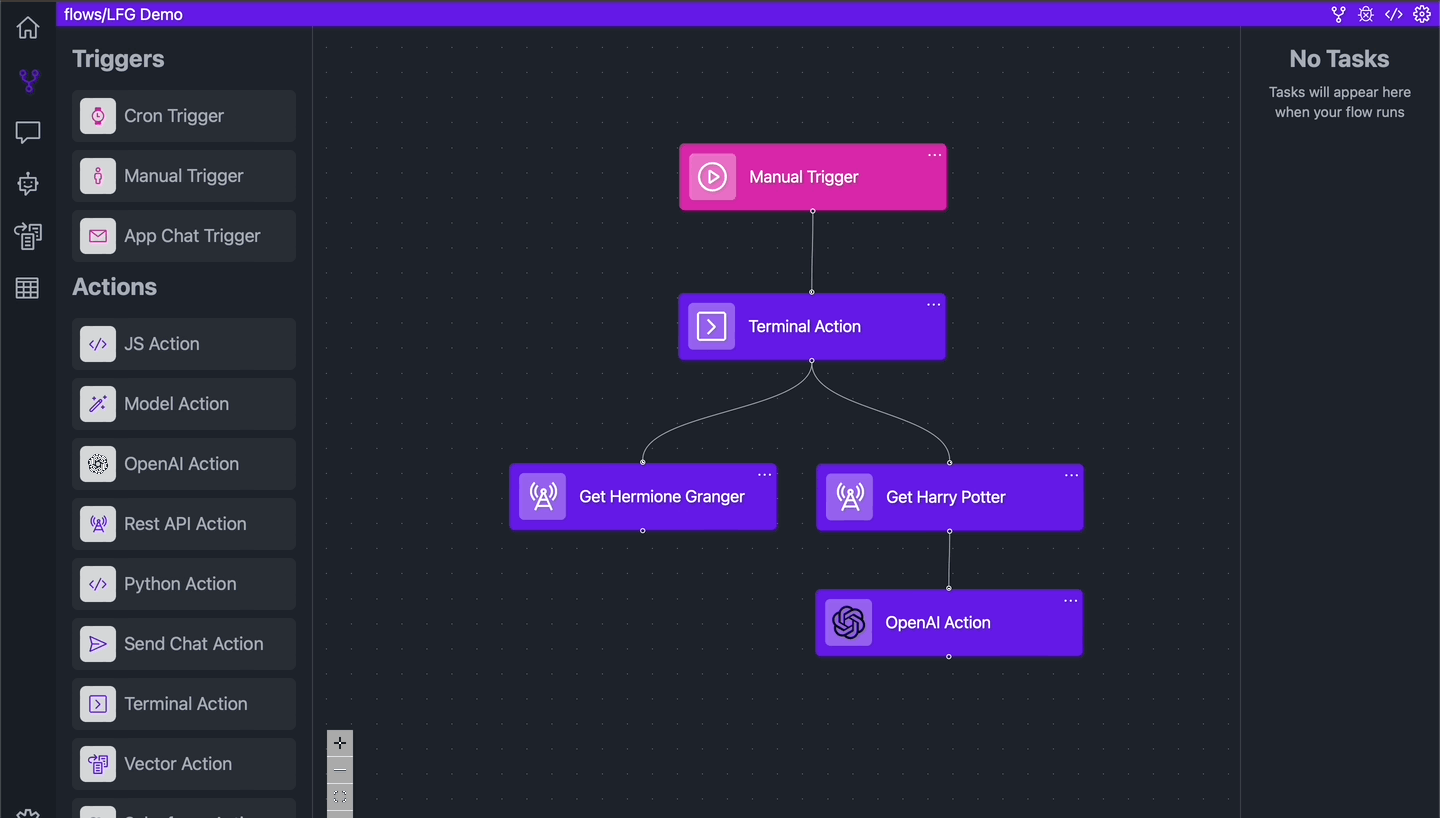 flows/LFG Demo
Triggers
Cron Trigger
Manual Trigger
App Chat Trigger
Actions
JS Action
Model Action
OpenAI Action
Rest API Action
Python Action
Send Chat Action
Terminal Action
Vector Action
Manual Trigger
Terminal Action
Get Hermione Granger
Get Harry Potter
OpenAI Action
No Tasks
Tasks will appear here
when your flow runs